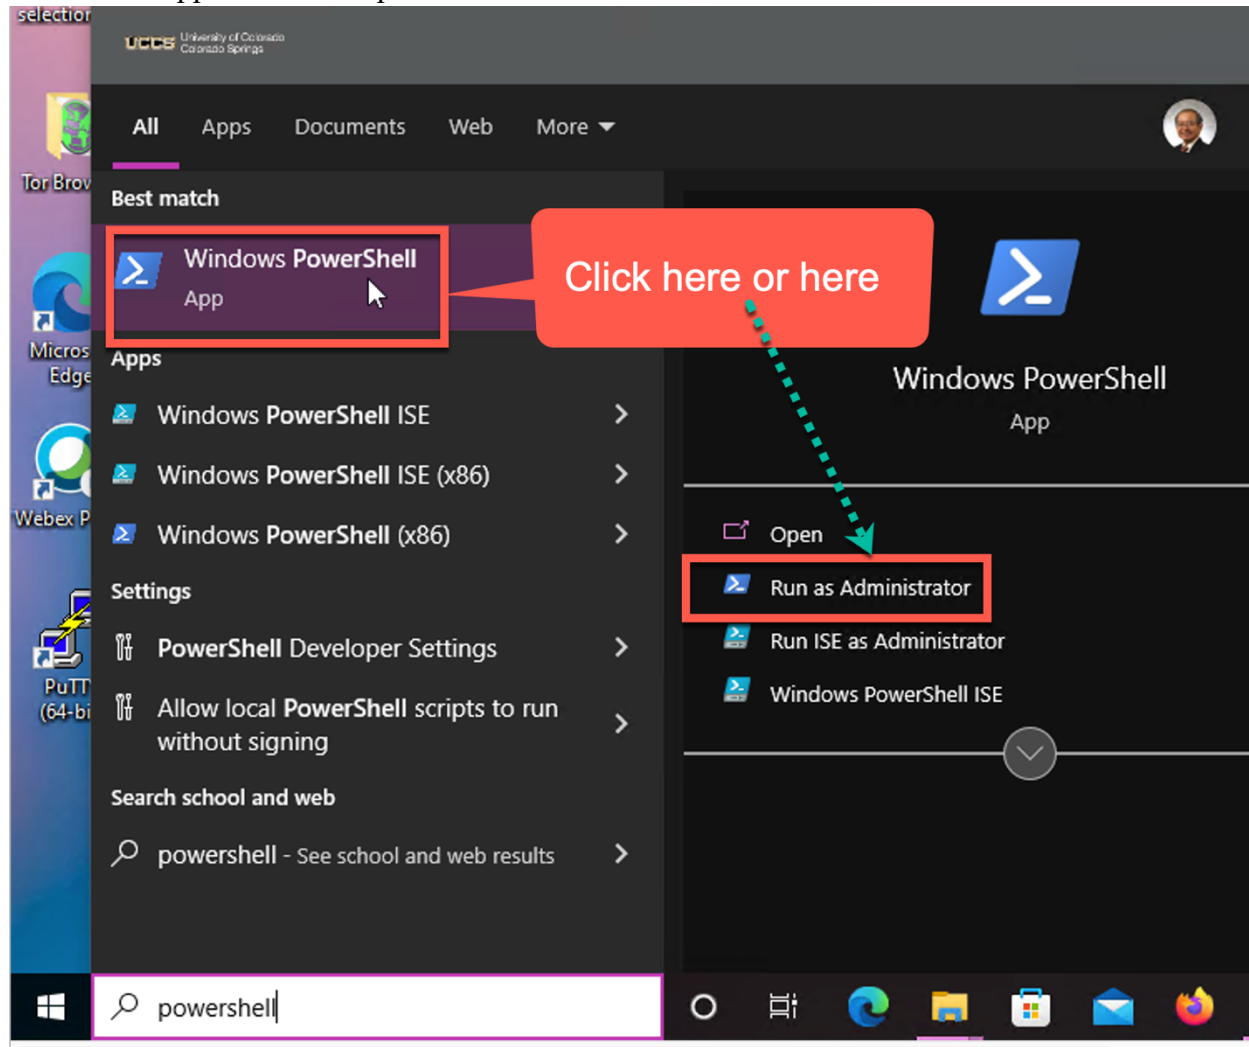 selection
UCCS University of Colorado
Colorado Springs
All Apps Documents Web More
Tor Brow
Best match
Windows PowerShell
App
Click here or here
Micros
Edge
Apps
Windows PowerShell
App
Windows PowerShell ISE
Windows PowerShell ISE (x86)
Webex P
Windows PowerShell (x86)
Open
Settings
Run as Administrator
PowerShell Developer Settings
Run ISE as Administrator
PuTT
(64-bi
Allow local PowerShell scripts to run
without signing
Windows PowerShell ISE
Search school and web
powershell - See school and web results
powershell